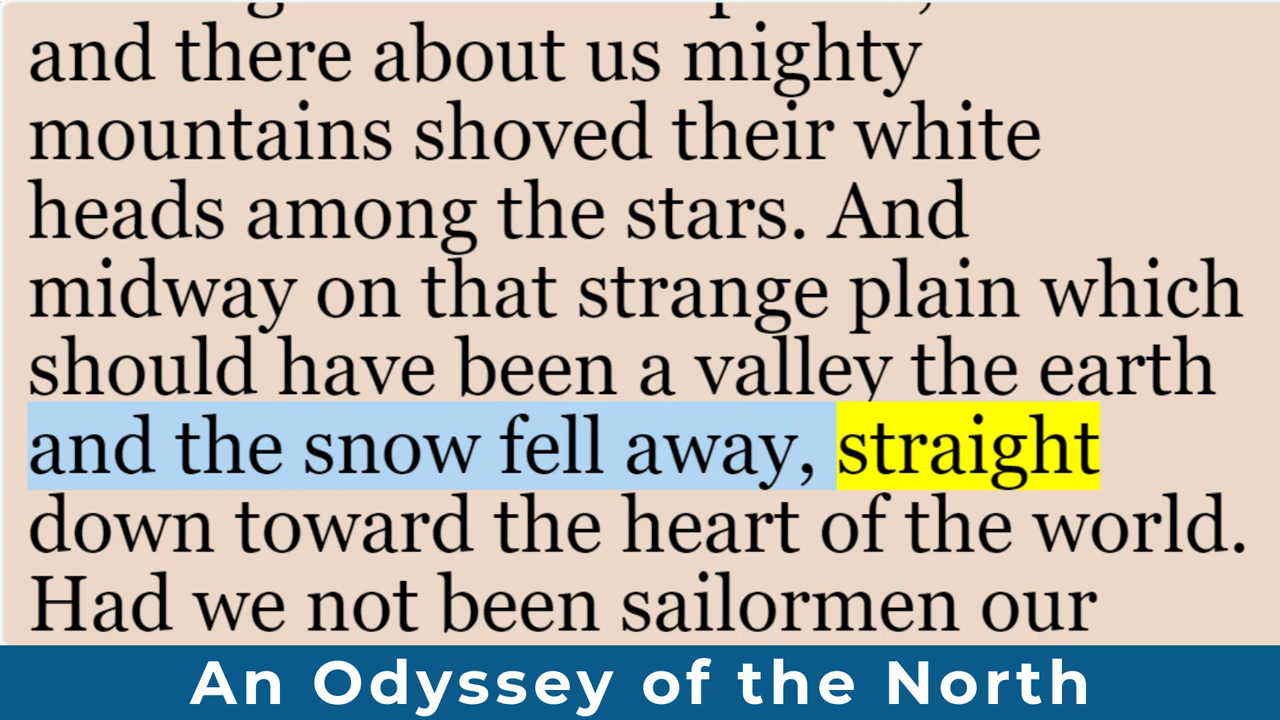 and there about us mighty
mountains shoved their white
heads among the stars. And
midway on that strange plain which
should have been a valley the earth
and the snow fell away, straight
down toward the heart of the world.
Had we not been sailormen our
An Odyssey of the North